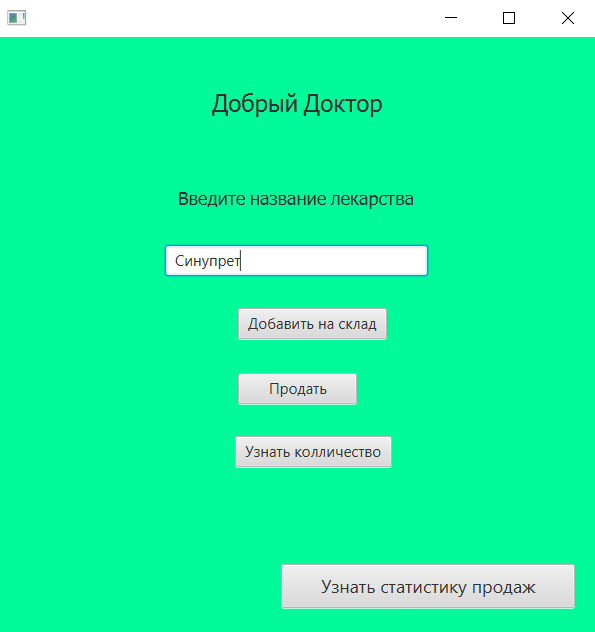 Добрый Доктор
Введите название лекарства
Синупрет
Добавить на склад
Продать
Узнать колличество
Узнать статистику продаж